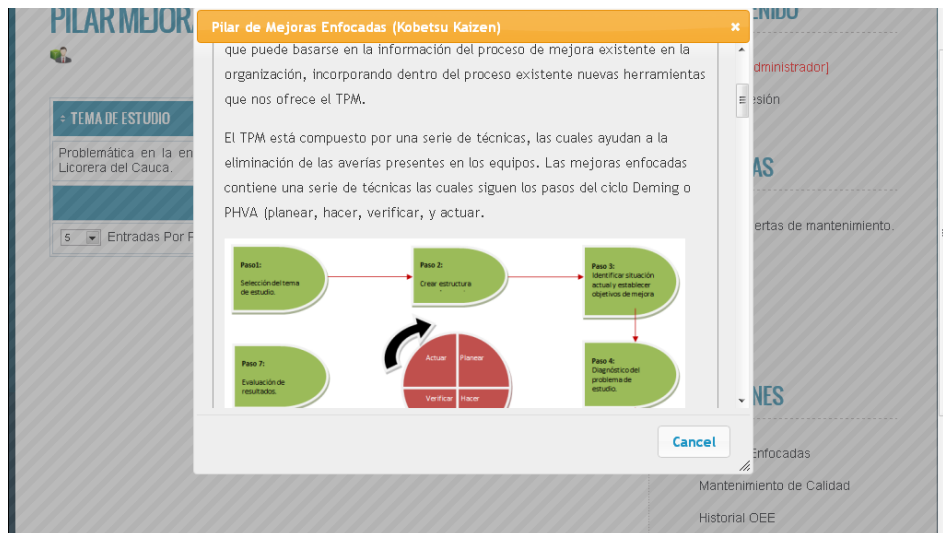 PILAR MEJOR
Pilar de Mejoras Enfocadas (Kobetsu Kaizen)
que puede basarse en la información del proceso de mejora existente en la
organización, incorporando dentro del proceso existente nuevas herramientas
que nos ofrece el TPM.
El TPM está compuesto por una serie de técnicas, las cuales ayudan a la
eliminación de las averías presentes en los equipos. Las mejoras enfocadas
contiene una serie de técnicas las cuales siguen los pasos del ciclo Deming o
PHVA (planear, hacer, verificar, y actuar.
Paso1:
Selección del tema
de estudio.
Paso 2:
Crear estructura
Paso 3:
Identificar situación
actual y establecer
objetivos de mejora
Paso 7:
Evaluación de
resultados.
Actuar
Planear
Verificar
Hacer
Paso 4:
Diagnóstico del
problema de
estudio.
Cancel
: TEMA DE ESTUDIO
Problemática en la en
Licorera del Cauca.
5
Entradas Por P
ENIDO
dministrador]
esión
AS
ertas de mantenimiento.
NES
Enfocadas
Mantenimiento de Calidad
Historial OEE